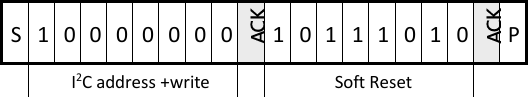 S 1 0 0 0 0 0 0 0 ACK 1 0 1 1 1 0 1 0 ACK P
I²C address +write Soft Reset